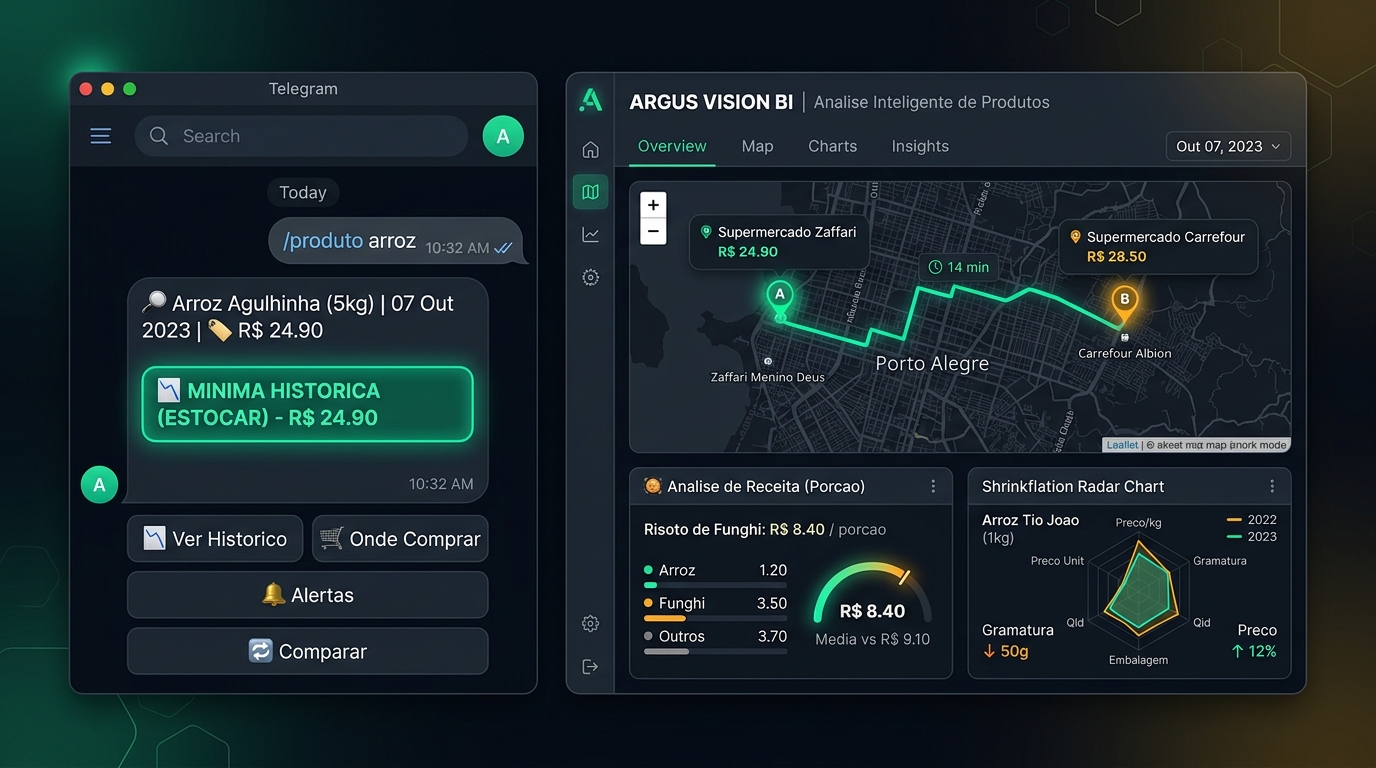 Telegram
Search
A
Today
/produto arroz 10:32 AM
Arroz Agulhinha (5kg) | 07 Out
2023 | R$ 24.90
MINIMA HISTORICA
(ESTOCAR) - R$ 24.90
10:32 AM
A
Ver Historico
Onde Comprar
Alertas
Comparar
ARGUS VISION BI | Analise Inteligente de Produtos
Overview
Map
Charts
Insights
Out 07, 2023
+
−
Supermercado Zaffari
R$ 24.90
14 min
Supermercado Carrefour
R$ 28.50
A
B
Zaffari Menino Deus
Porto Alegre
Carrefour Albion
Leaflet | © akeet map
Analise de Receita (Porcao)
Risoto de Funghi: R$ 8.40 / porcao
Arroz 1.20
Funghi 3.50
Outros 3.70
R$ 8.40
Media vs R$ 9.10
Shrinkflation Radar Chart
Arroz Tio Joao
(1kg)
Preco/kg
2022
2023
Preco Unit
Gramatura
Qld
Qid
Embalagem
Gramatura
↓ 50g
Preco
↑ 12%